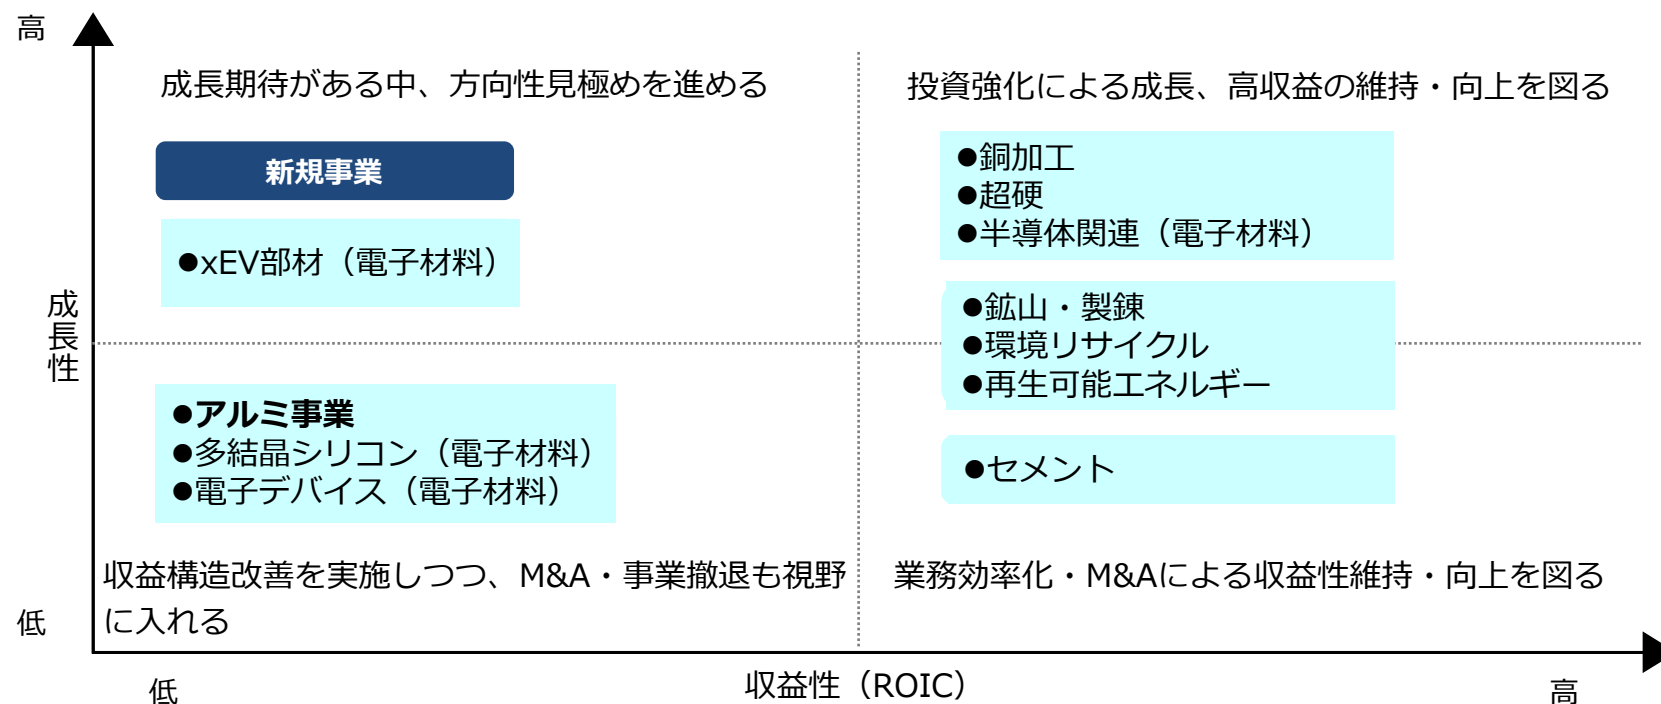 高
成長期待がある中、方向性見極めを進める
投資強化による成長、高収益の維持・向上を図る
新規事業
●xEV部材（電子材料）
●銅加工
●超硬
●半導体関連（電子材料）
成長性
●鉱山・製錬
●環境リサイクル
●再生可能エネルギー
●アルミ事業
●多結晶シリコン（電子材料）
●電子デバイス（電子材料）
●セメント
収益構造改善を実施しつつ、M&A・事業撤退も視野
に入れる
業務効率化・M&Aによる収益性維持・向上を図る
低
低
収益性（ROIC）
高